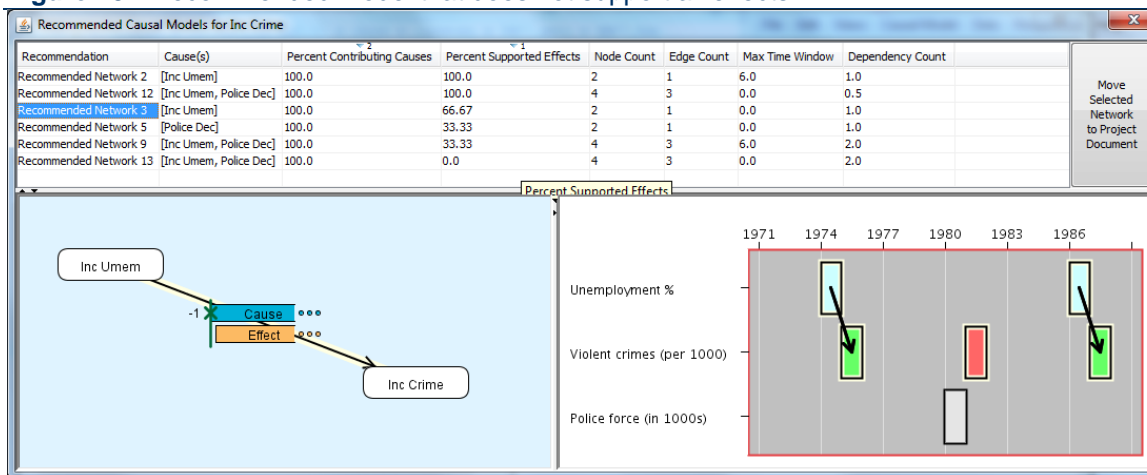 Recommended Causal Models for Inc Crime
Recommendation Cause(s) Percent Contributing Causes 2 Percent Supported Effects 1 Node Count Edge Count Max Time Window Dependency Count
Recommended Network 2 [Inc Umem] 100.0 100.0 2 1 6.0 1.0
Recommended Network 12 [Inc Umem, Police Dec] 100.0 100.0 4 3 0.0 0.5
Recommended Network 3 [Inc Umem] 100.0 66.67 2 1 0.0 1.0
Recommended Network 5 [Police Dec] 100.0 33.33 2 1 0.0 1.0
Recommended Network 9 [Inc Umem, Police Dec] 100.0 33.33 4 3 6.0 2.0
Recommended Network 13 [Inc Umem, Police Dec] 100.0 0.0 4 3 0.0 2.0
Move
Selected
Network
to Project
Document
Percent Supported Effects
Inc Umem
-1 Cause
Effect
Inc Crime
1971 1974 1977 1980 1983 1986
Unemployment %
Violent crimes (per 1000)
Police force (in 1000s)